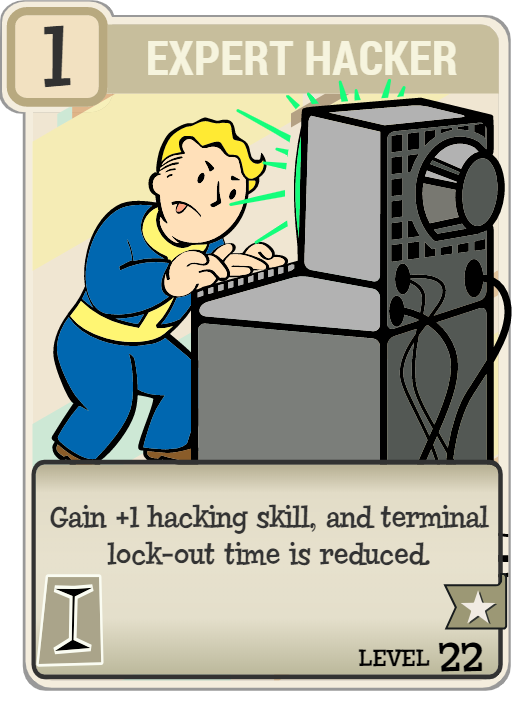 1
EXPERT HACKER
Gain +1 hacking skill, and terminal
lock-out time is reduced.
I
LEVEL 22